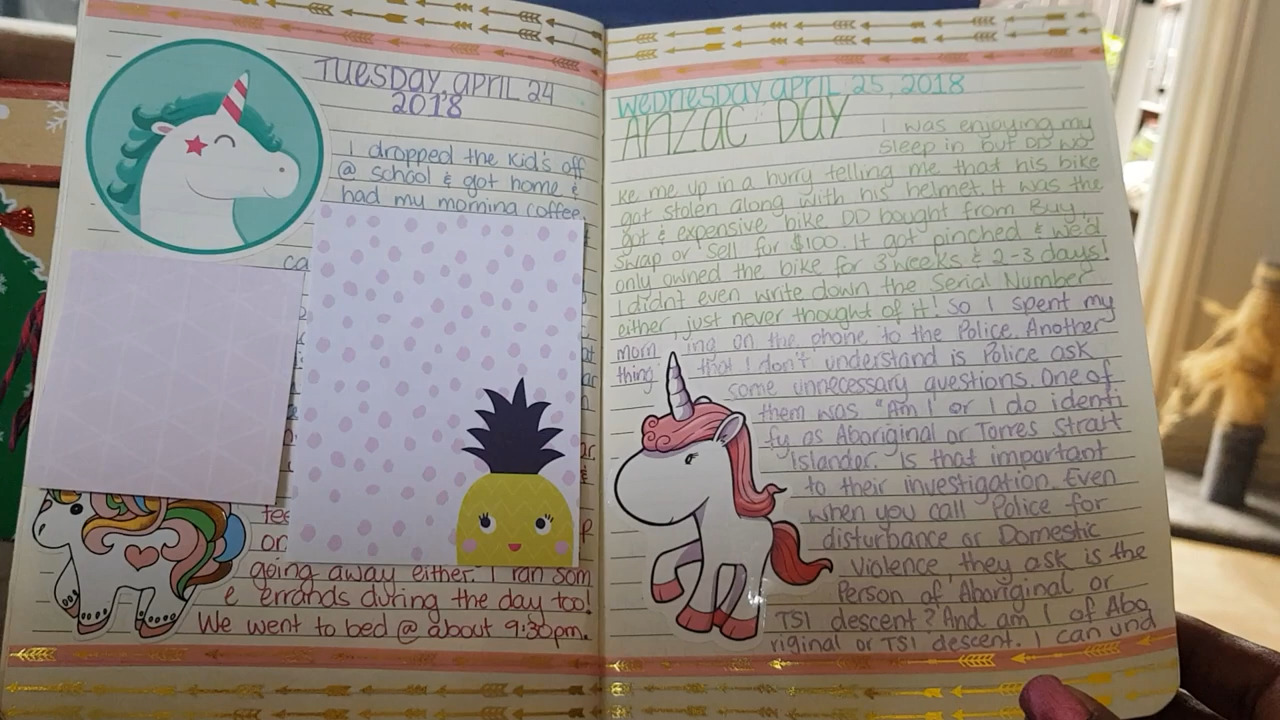 TUESDAY, APRIL 24
2018
I dropped the kid's off
@ school & got home &
had my morning coffee.
ca
tee
on
going away either. I ran som
e errands during the day too!
We went to bed @ about 9:30pm.
Wednesday April 25, 2018
Anzac Day
I was enjoying my
sleep in but DD wo
ke me up in a hurry telling me that his bike
got stolen along with his helmet. It was the
got & expensive bike DD bought from Buy,
Swap or Sell for $100. It got pinched & we'd
only owned the bike for 3 weeks & 2-3 days!
I didn't even write down the Serial Number
either, just never thought of it! So I spent my
morn ing on the phone to the Police. Another
thing that I don't understand is Police ask
some unnecessary questions. One of
them was "Am I or I do identi
fy as Aboriginal or Torres Strait
Islander. Is that important
to their investigation. Even
when you call Police for
disturbance or Domestic
Violence, they ask is the
Person of Aboriginal or
TSI descent? And am I of Abo
riginal or TSI descent. I can und